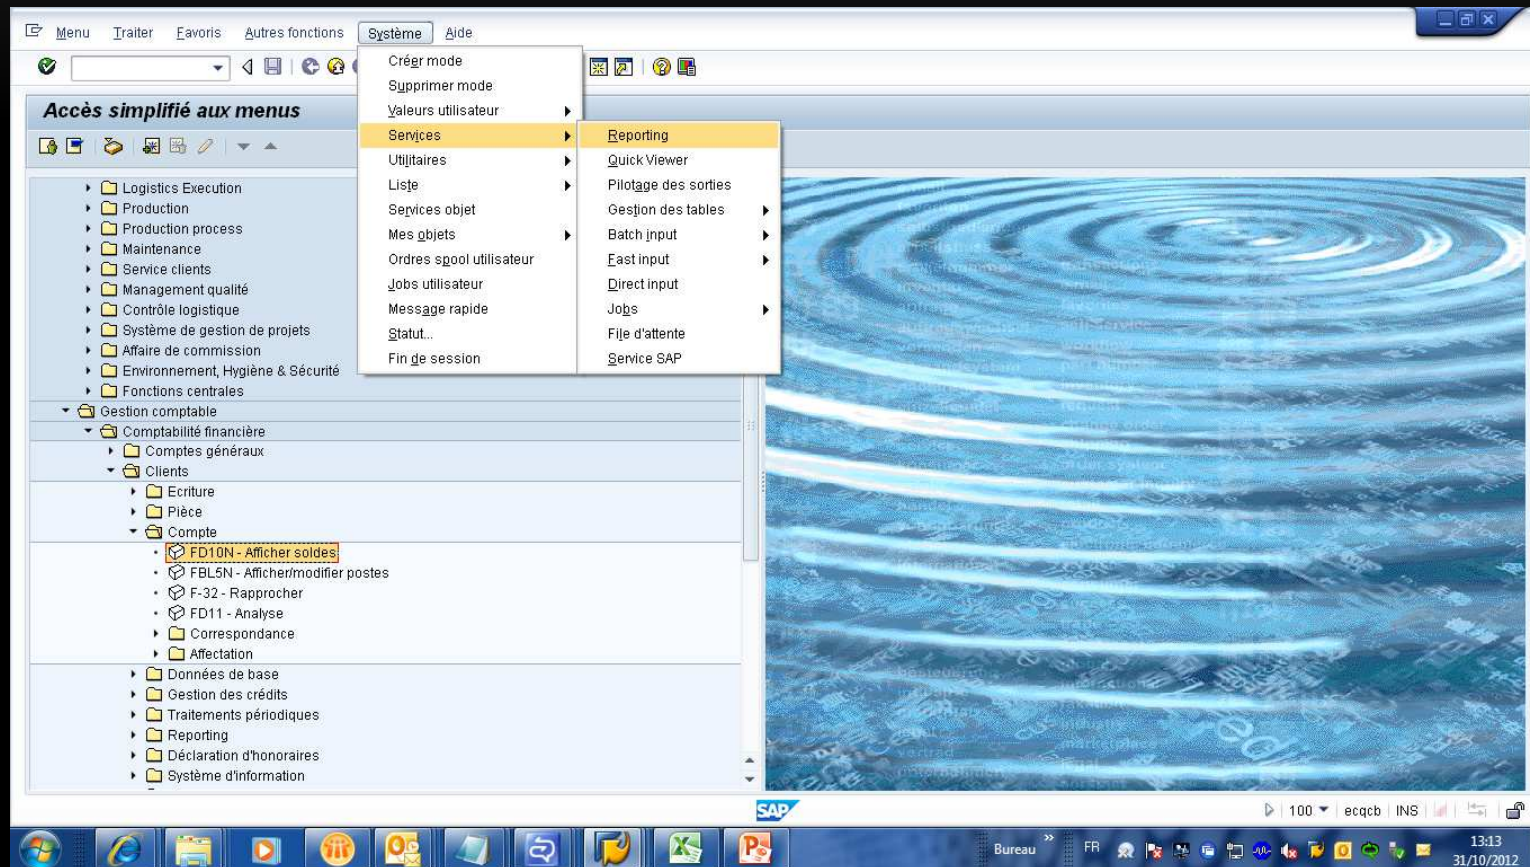 Menu Traiter Favoris Autres fonctions Système Aide
Accès simplifié aux menus
Créer mode
Supprimer mode
Valeurs utilisateur
Services
Utilitaires
Liste
Services objet
Mes objets
Ordres spool utilisateur
Jobs utilisateur
Message rapide
Statut...
Fin de session
Reporting
Quick Viewer
Pilotage des sorties
Gestion des tables
Batch input
Fast input
Direct input
Jobs
File d'attente
Service SAP
Logistics Execution
Production
Production process
Maintenance
Service clients
Management qualité
Contrôle logistique
Système de gestion de projets
Affaire de commission
Environnement, Hygiène & Sécurité
Fonctions centrales
Gestion comptable
Comptabilité financière
Comptes généraux
Clients
Ecriture
Pièce
Compte
FD10N - Afficher soldes
FBL5N - Afficher/modifier postes
F-32 - Rapprocher
FD11 - Analyse
Correspondance
Affectation
Données de base
Gestion des crédits
Traitements périodiques
Reporting
Déclaration d'honoraires
Système d'information
marketplace
SAP
100 ecqcb INS
Bureau » FR 13:13
31/10/2012